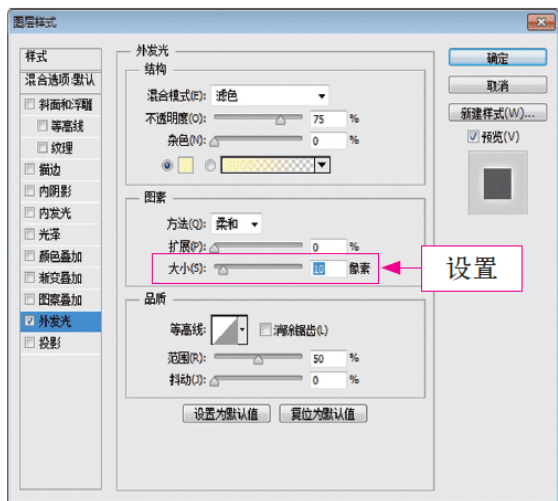 图层样式
样式
混合选项:默认
斜面和浮雕
等高线
纹理
描边
内阴影
内发光
光泽
颜色叠加
渐变叠加
图案叠加
外发光
投影
外发光
结构
混合模式(E): 滤色
不透明度(O): 75 %
杂色(N): 0 %
图素
方法(Q): 柔和
扩展(P): 0 %
大小(S): 10 像素
设置
品质
等高线: 消除锯齿(L)
范围(R): 50 %
抖动(J): 0 %
设置为默认值 复位为默认值
确定
取消
新建样式(W)...
预览(V)